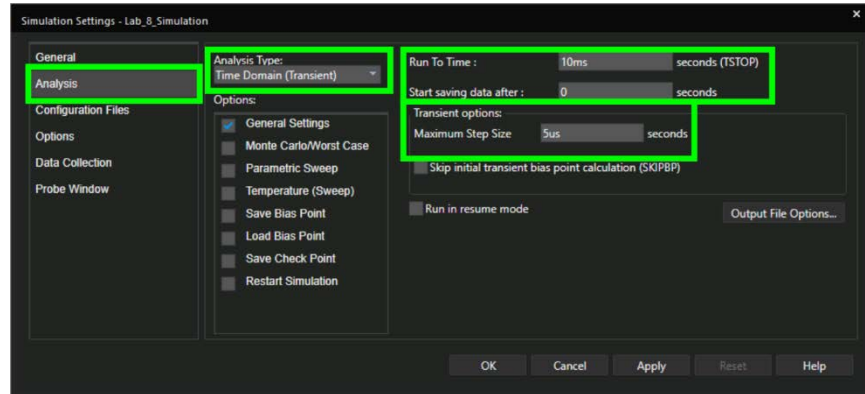 Simulation Settings - Lab_8_Simulation
General
Analysis
Configuration Files
Options
Data Collection
Probe Window
Analysis Type:
Time Domain (Transient)
Options:
General Settings
Monte Carlo/Worst Case
Parametric Sweep
Temperature (Sweep)
Save Bias Point
Load Bias Point
Save Check Point
Restart Simulation
Run To Time : 10ms seconds (TSTOP)
Start saving data after : 0 seconds
Transient options:
Maximum Step Size 5us seconds
Skip initial transient bias point calculation (SKIPBP)
Run in resume mode
Output File Options...
OK Cancel Apply Reset Help